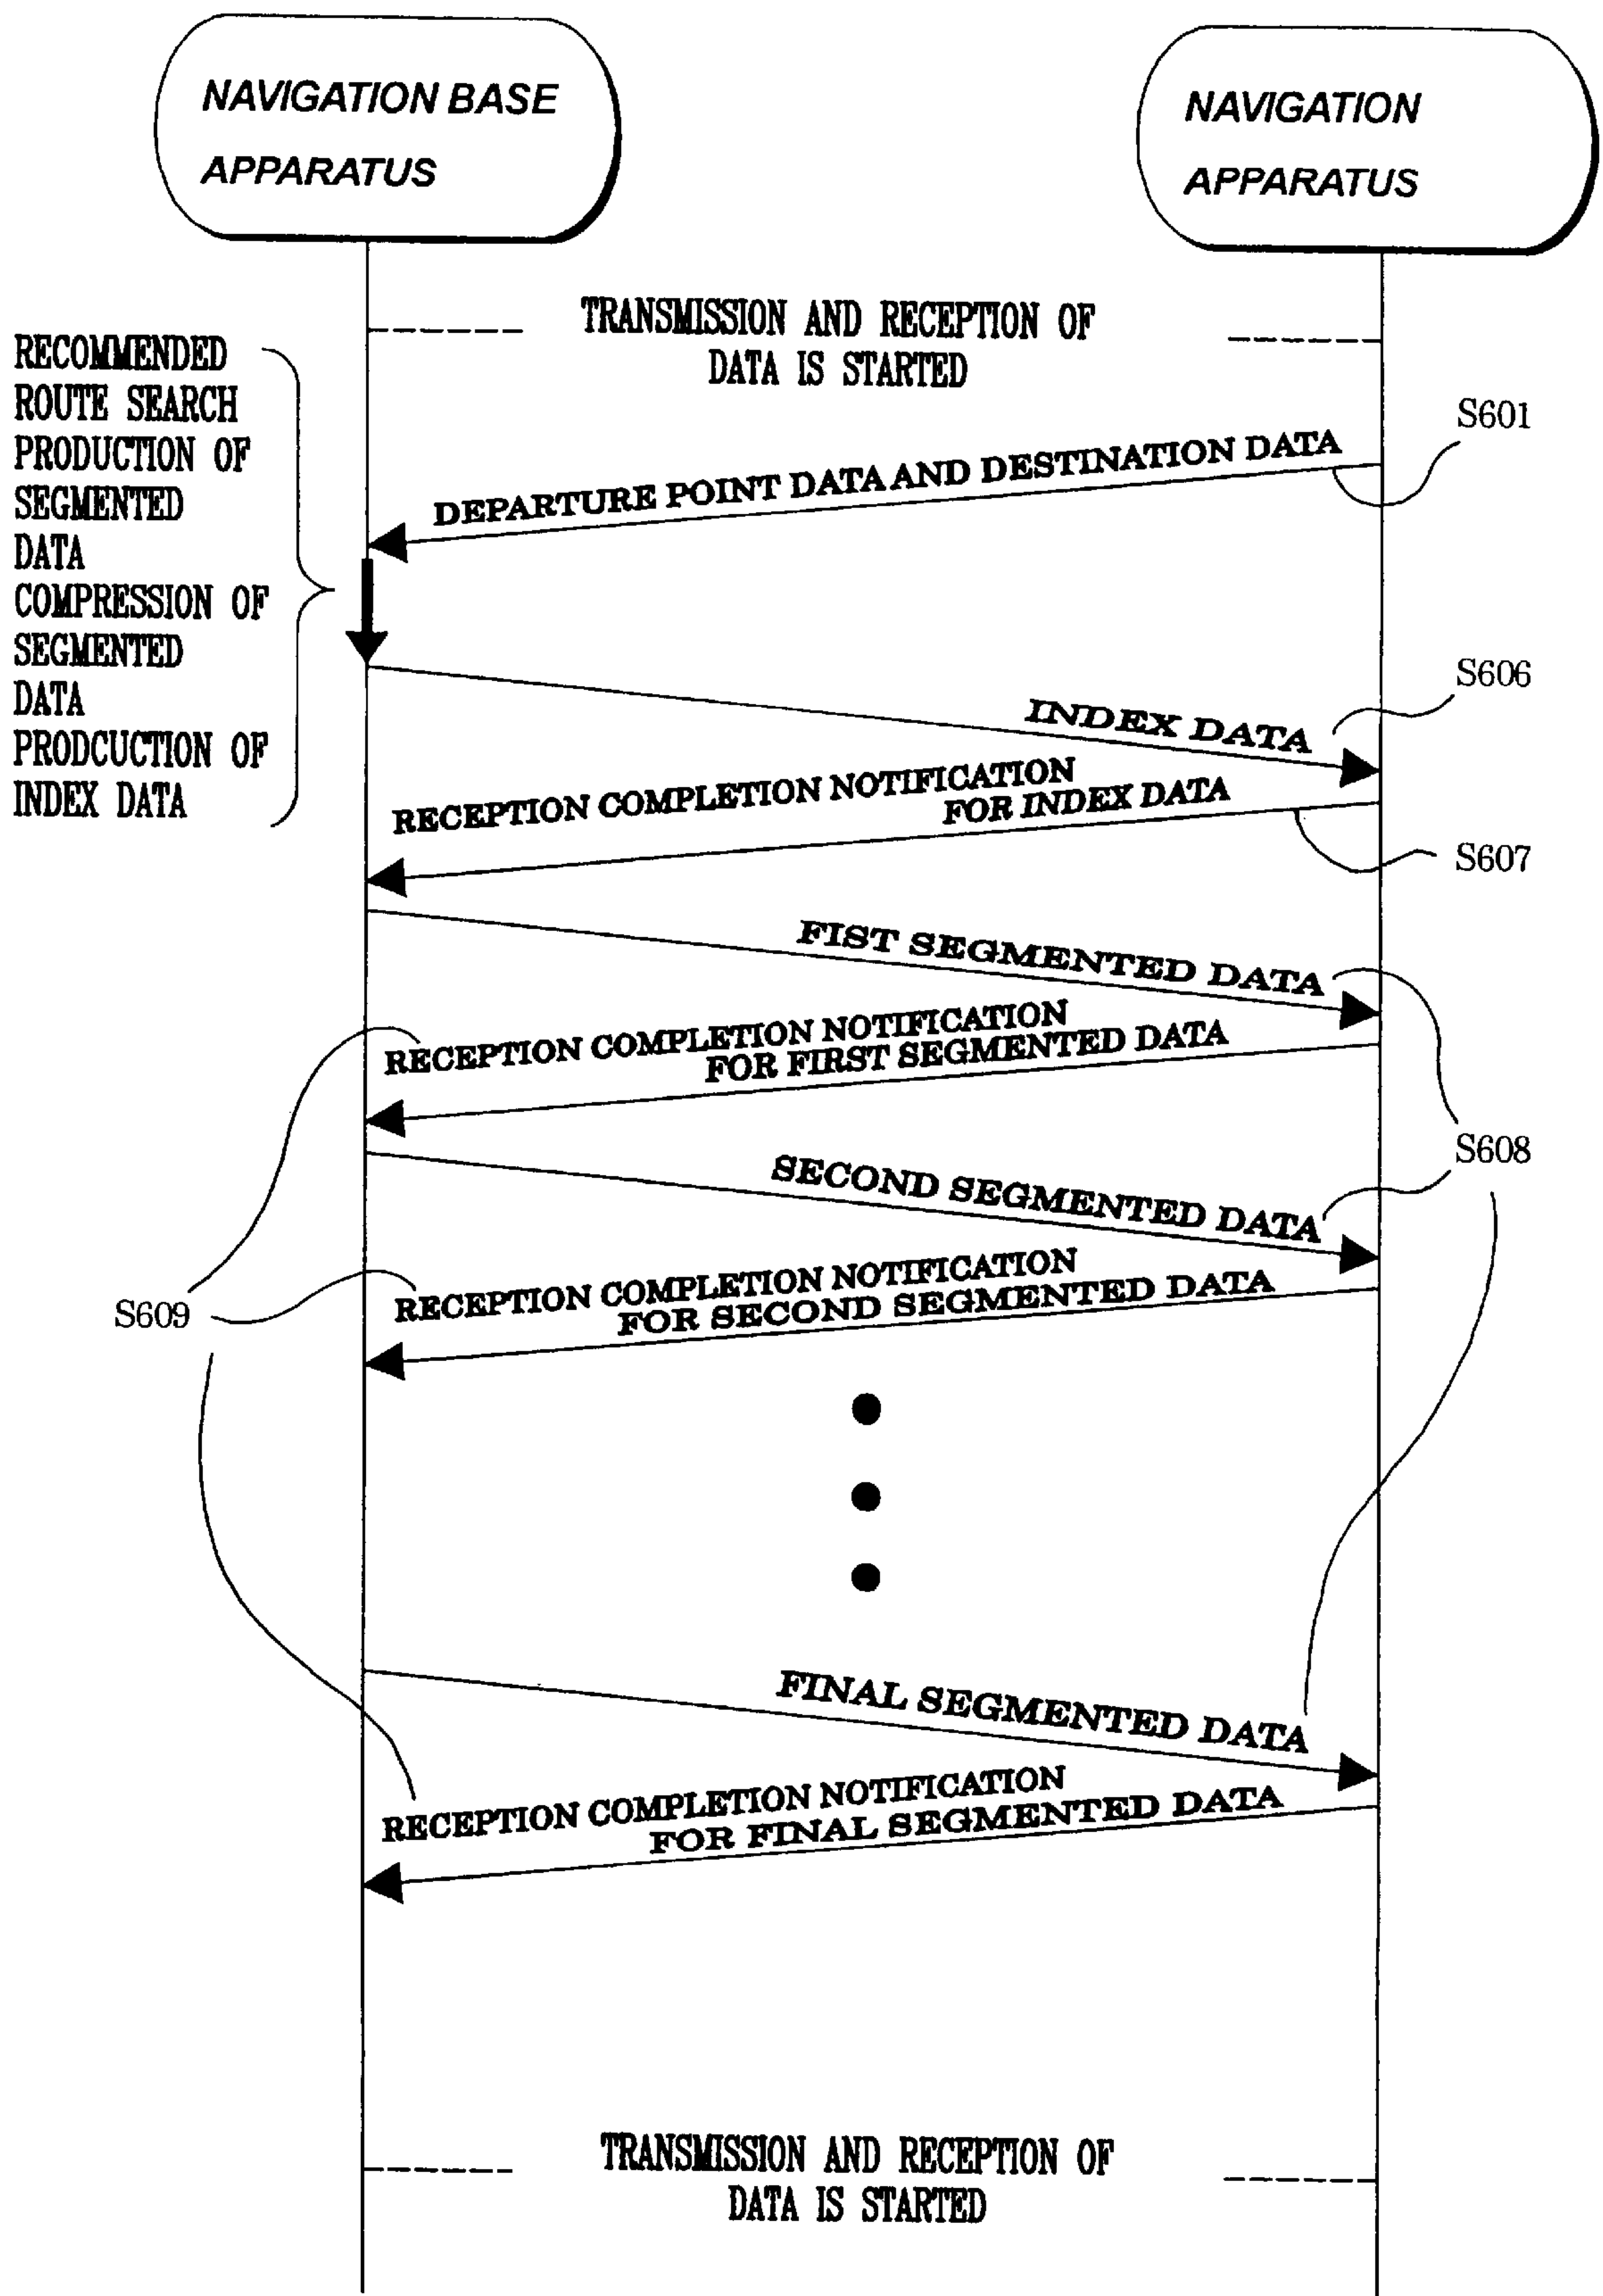 NAVIGATION BASE
APPARATUS
NAVIGATION
APPARATUS
TRANSMISSION AND RECEPTION OF
DATA IS STARTED
RECOMMENDED
ROUTE SEARCH
PRODUCTION OF
SEGMENTED
DATA
COMPRESSION OF
SEGMENTED
DATA
PRODCUCTION OF
INDEX DATA
S601
DEPARTURE POINT DATA AND DESTINATION DATA
S606
INDEX DATA
RECEPTION COMPLETION NOTIFICATION
FOR INDEX DATA
S607
FIST SEGMENTED DATA
RECEPTION COMPLETION NOTIFICATION
FOR FIRST SEGMENTED DATA
S608
SECOND SEGMENTED DATA
RECEPTION COMPLETION NOTIFICATION
FOR SECOND SEGMENTED DATA
S609
FINAL SEGMENTED DATA
RECEPTION COMPLETION NOTIFICATION
FOR FINAL SEGMENTED DATA
TRANSMISSION AND RECEPTION OF
DATA IS STARTED